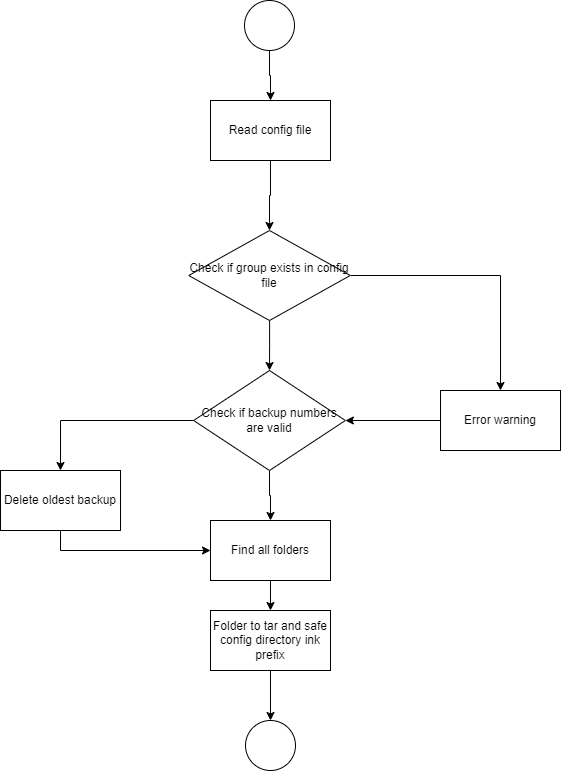 Read config file
Check if group exists in config
file
Check if backup numbers
are valid
Error warning
Delete oldest backup
Find all folders
Folder to tar and safe
config directory ink
prefix